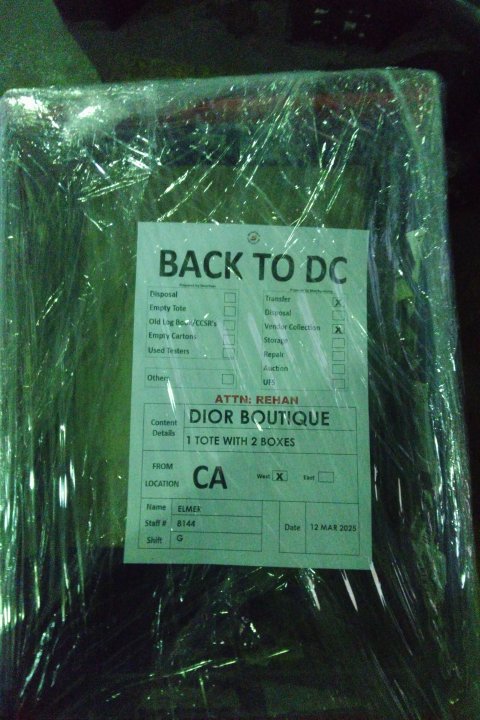 BACK TO DC
Disposal
Empty Tote
Old Log Book/CCSR's
Empty Cartons
Used Testers
Others
Transfer X
Disposal
Vendor Collection X
Storage
Repair
Auction
UFS
ATTN: REHAN
Content Details
DIOR BOUTIQUE
1 TOTE WITH 2 BOXES
FROM LOCATION
CA
West X East
Name ELMER
Staff # 8144
Shift G
Date 12 MAR 2025